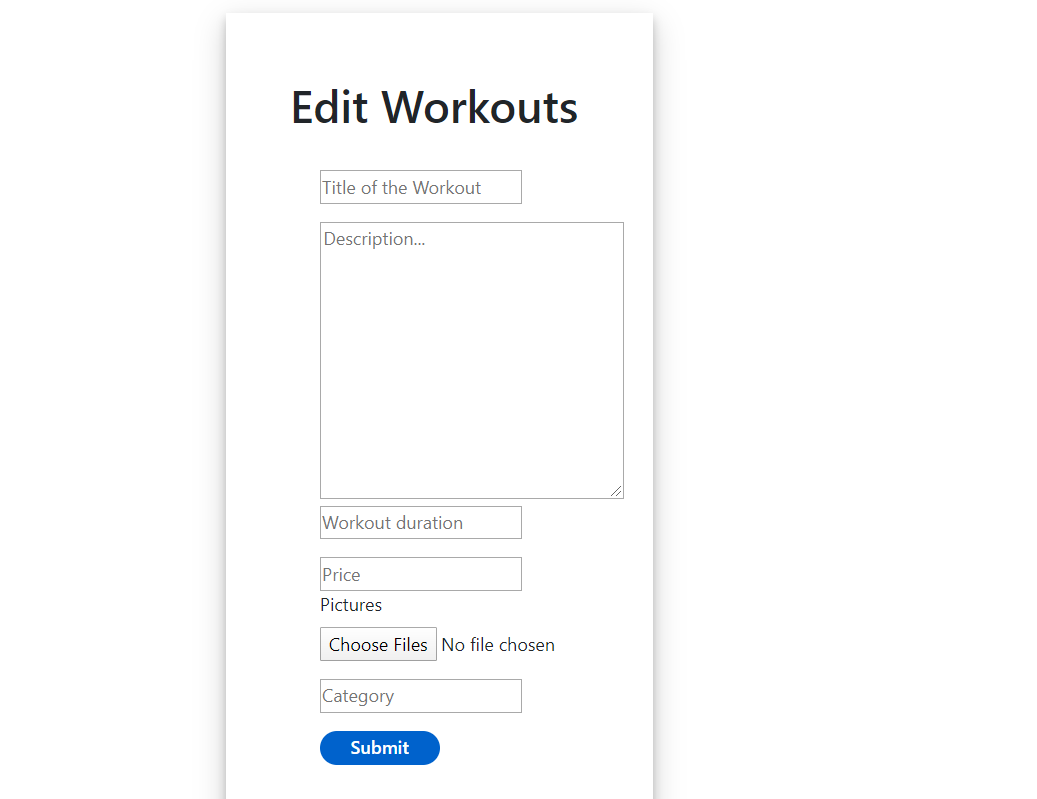 Edit Workouts
Title of the Workout
Description...
Workout duration
Price
Pictures
Choose Files No file chosen
Category
Submit